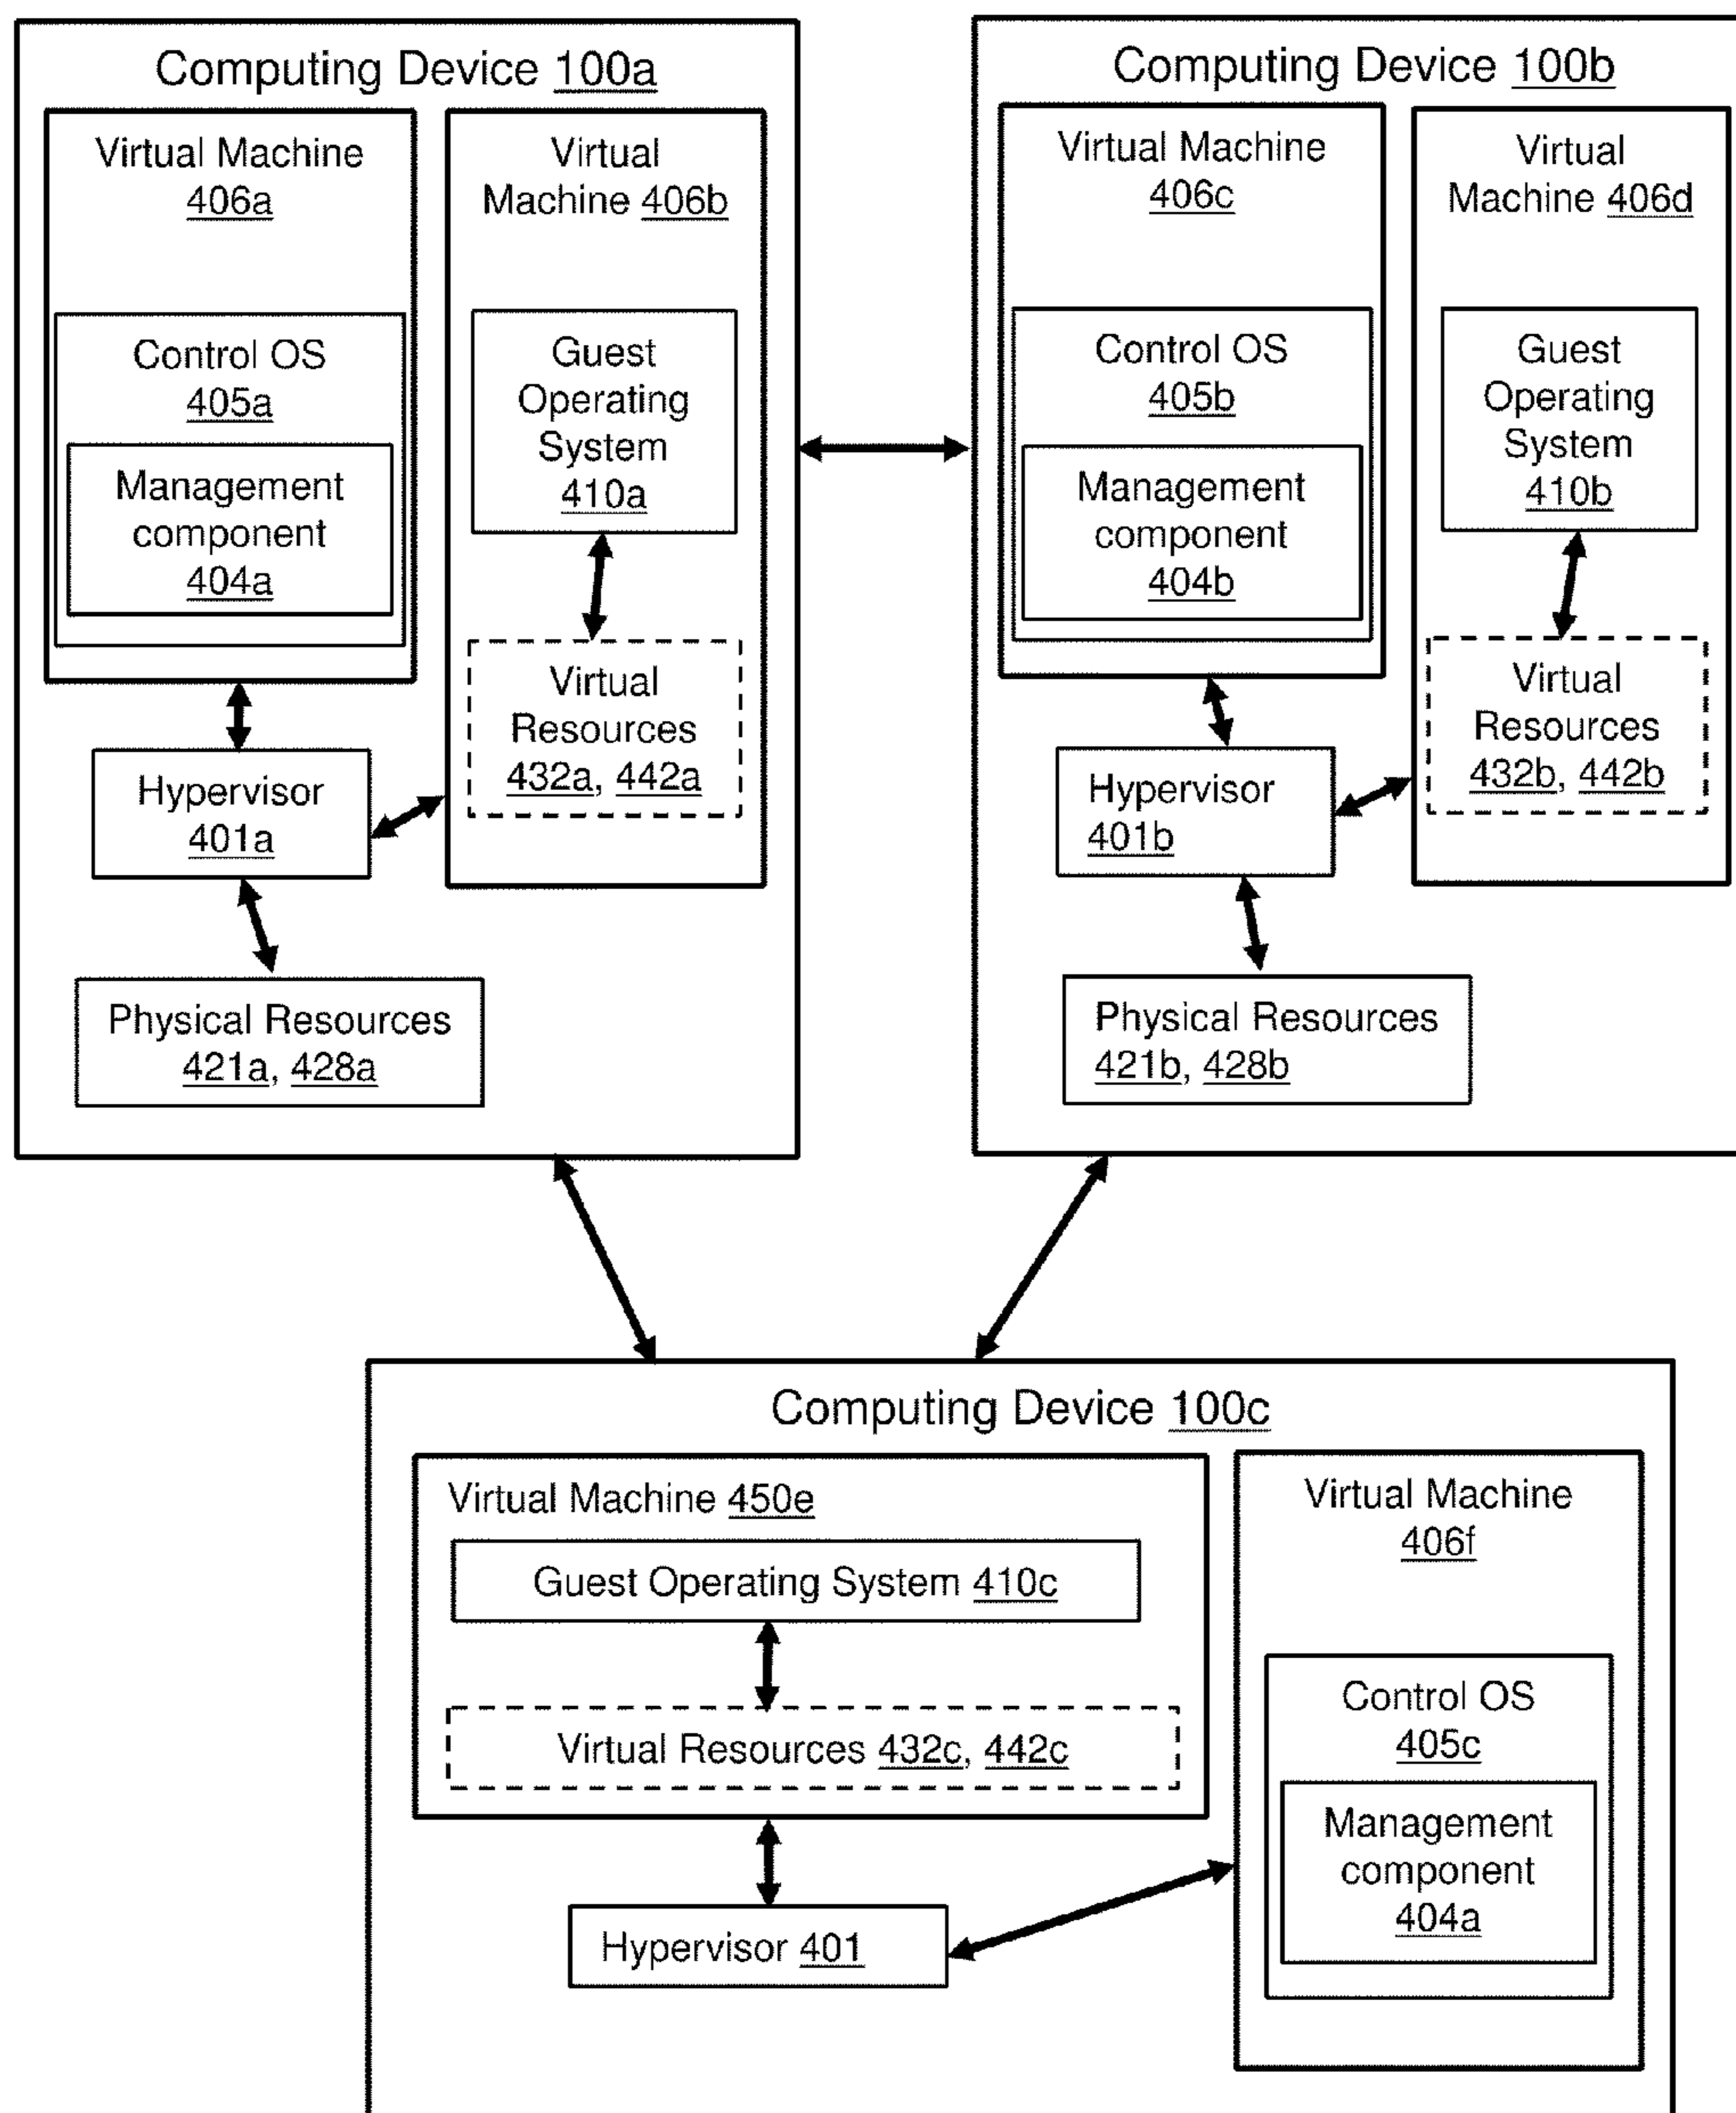 Computing Device 100a
Virtual Machine
406a
Control OS
405a
Management
component
404a
Virtual
Machine 406b
Guest
Operating
System
410a
Virtual
Resources
432a, 442a
Hypervisor
401a
Physical Resources
421a, 428a
Computing Device 100b
Virtual Machine
406c
Control OS
405b
Management
component
404b
Virtual
Machine 406d
Guest
Operating
System
410b
Virtual
Resources
432b, 442b
Hypervisor
401b
Physical Resources
421b, 428b
Computing Device 100c
Virtual Machine 450e
Guest Operating System 410c
Virtual Resources 432c, 442c
Hypervisor 401
Virtual Machine
406f
Control OS
405c
Management
component
404a